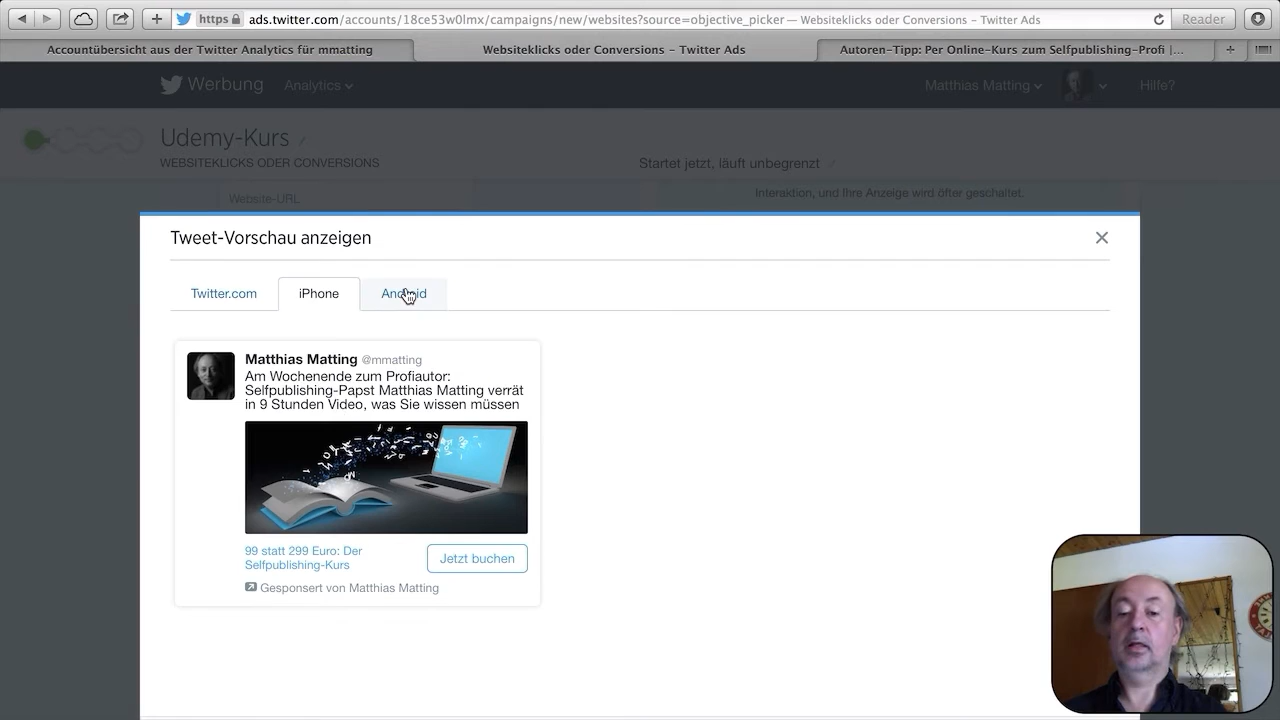 https ads.twitter.com/accounts/18ce53w0lmx/campaigns/new/websites?source=objective_picker — Websiteklicks oder Conversions – Twitter Ads Reader
Accountübersicht aus der Twitter Analytics für mmatting Websiteklicks oder Conversions – Twitter Ads Autoren-Tipp: Per Online-Kurs zum Selfpublishing-Profi |...
Werbung Analytics Matthias Matting Hilfe?
Udemy-Kurs
WEBSITEKLICKS ODER CONVERSIONS Startet jetzt, läuft unbegrenzt
Website-URL Interaktion, und Ihre Anzeige wird öfter geschaltet.
Tweet-Vorschau anzeigen
Twitter.com iPhone Android
Matthias Matting @mmatting
Am Wochenende zum Profiautor:
Selfpublishing-Papst Matthias Matting verrät
in 9 Stunden Video, was Sie wissen müssen
99 statt 299 Euro: Der
Selfpublishing-Kurs
Jetzt buchen
Gesponsert von Matthias Matting